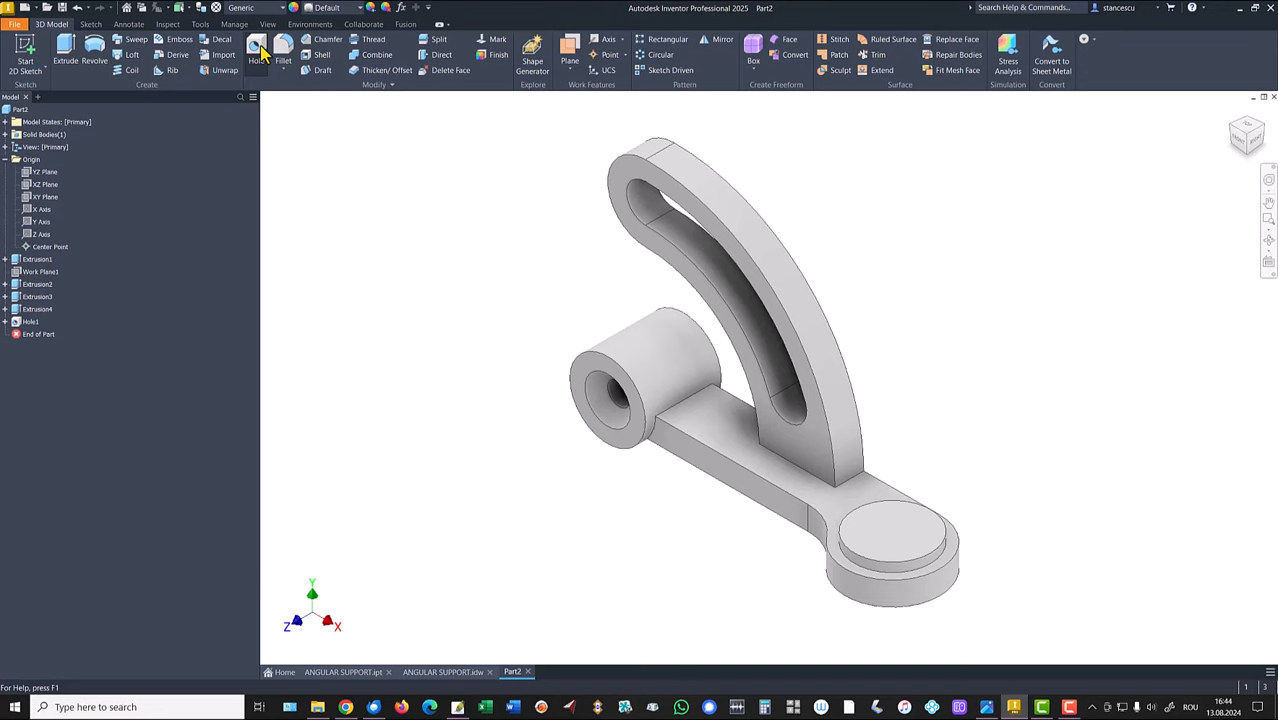 Generic
Default
Autodesk Inventor Professional 2025 Part2
Search Help & Commands...
stancescu
File
3D Model
Sketch
Annotate
Inspect
Tools
Manage
View
Environments
Collaborate
Fusion
Start
2D Sketch
Extrude
Revolve
Sweep
Emboss
Decal
Loft
Derive
Import
Coil
Rib
Unwrap
Hole
Fillet
Chamfer
Thread
Split
Mark
Shell
Combine
Direct
Finish
Draft
Thicken/ Offset
Delete Face
Shape
Generator
Plane
Axis
Point
UCS
Rectangular
Mirror
Circular
Sketch Driven
Box
Face
Convert
Stitch
Ruled Surface
Replace Face
Patch
Trim
Repair Bodies
Sculpt
Extend
Fit Mesh Face
Stress
Analysis
Convert to
Sheet Metal
Sketch
Create
Modify
Explore
Work Features
Pattern
Create Freeform
Surface
Simulation
Convert
Model
Part2
Model States: [Primary]
Solid Bodies(1)
View: [Primary]
Origin
YZ Plane
XZ Plane
XY Plane
X Axis
Y Axis
Z Axis
Center Point
Extrusion1
Work Plane1
Extrusion2
Extrusion3
Extrusion4
Hole1
End of Part
TOP
FRONT
RIGHT
Y
Z
X
Home
ANGULAR SUPPORT.ipt
ANGULAR SUPPORT.idw
Part2
For Help, press F1
1
3
Type here to search
ROU
16:44
13.08.2024